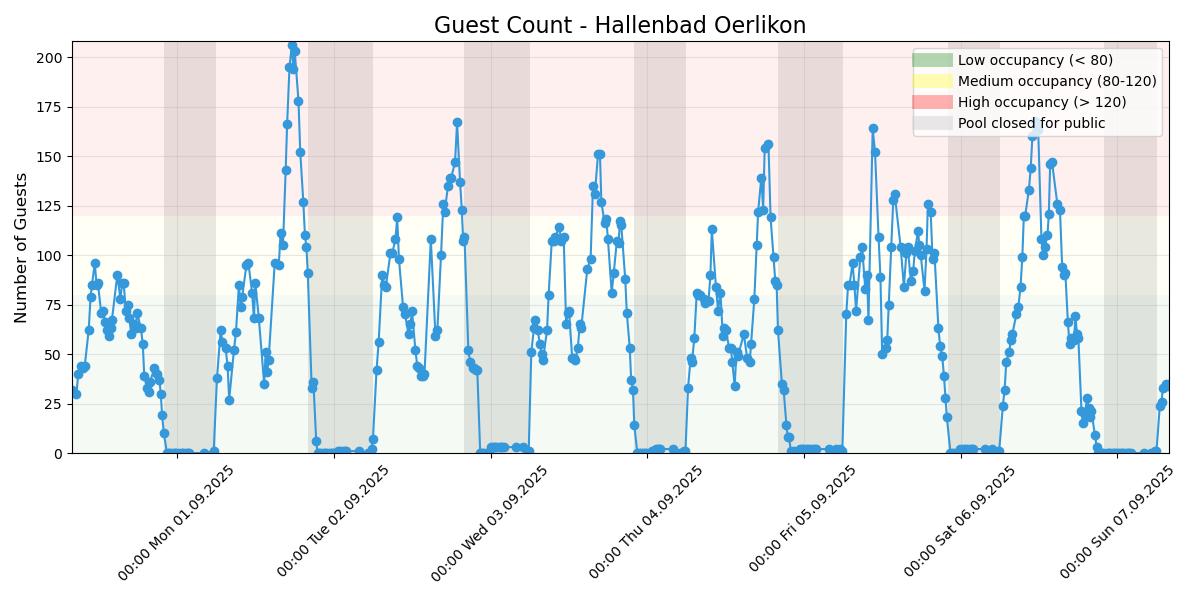 Guest Count - Hallenbad Oerlikon
Number of Guests
200
175
150
125
100
75
50
25
0
Low occupancy (< 80)
Medium occupancy (80-120)
High occupancy (> 120)
Pool closed for public
00:00 Mon 01.09.2025
00:00 Tue 02.09.2025
00:00 Wed 03.09.2025
00:00 Thu 04.09.2025
00:00 Fri 05.09.2025
00:00 Sat 06.09.2025
00:00 Sun 07.09.2025